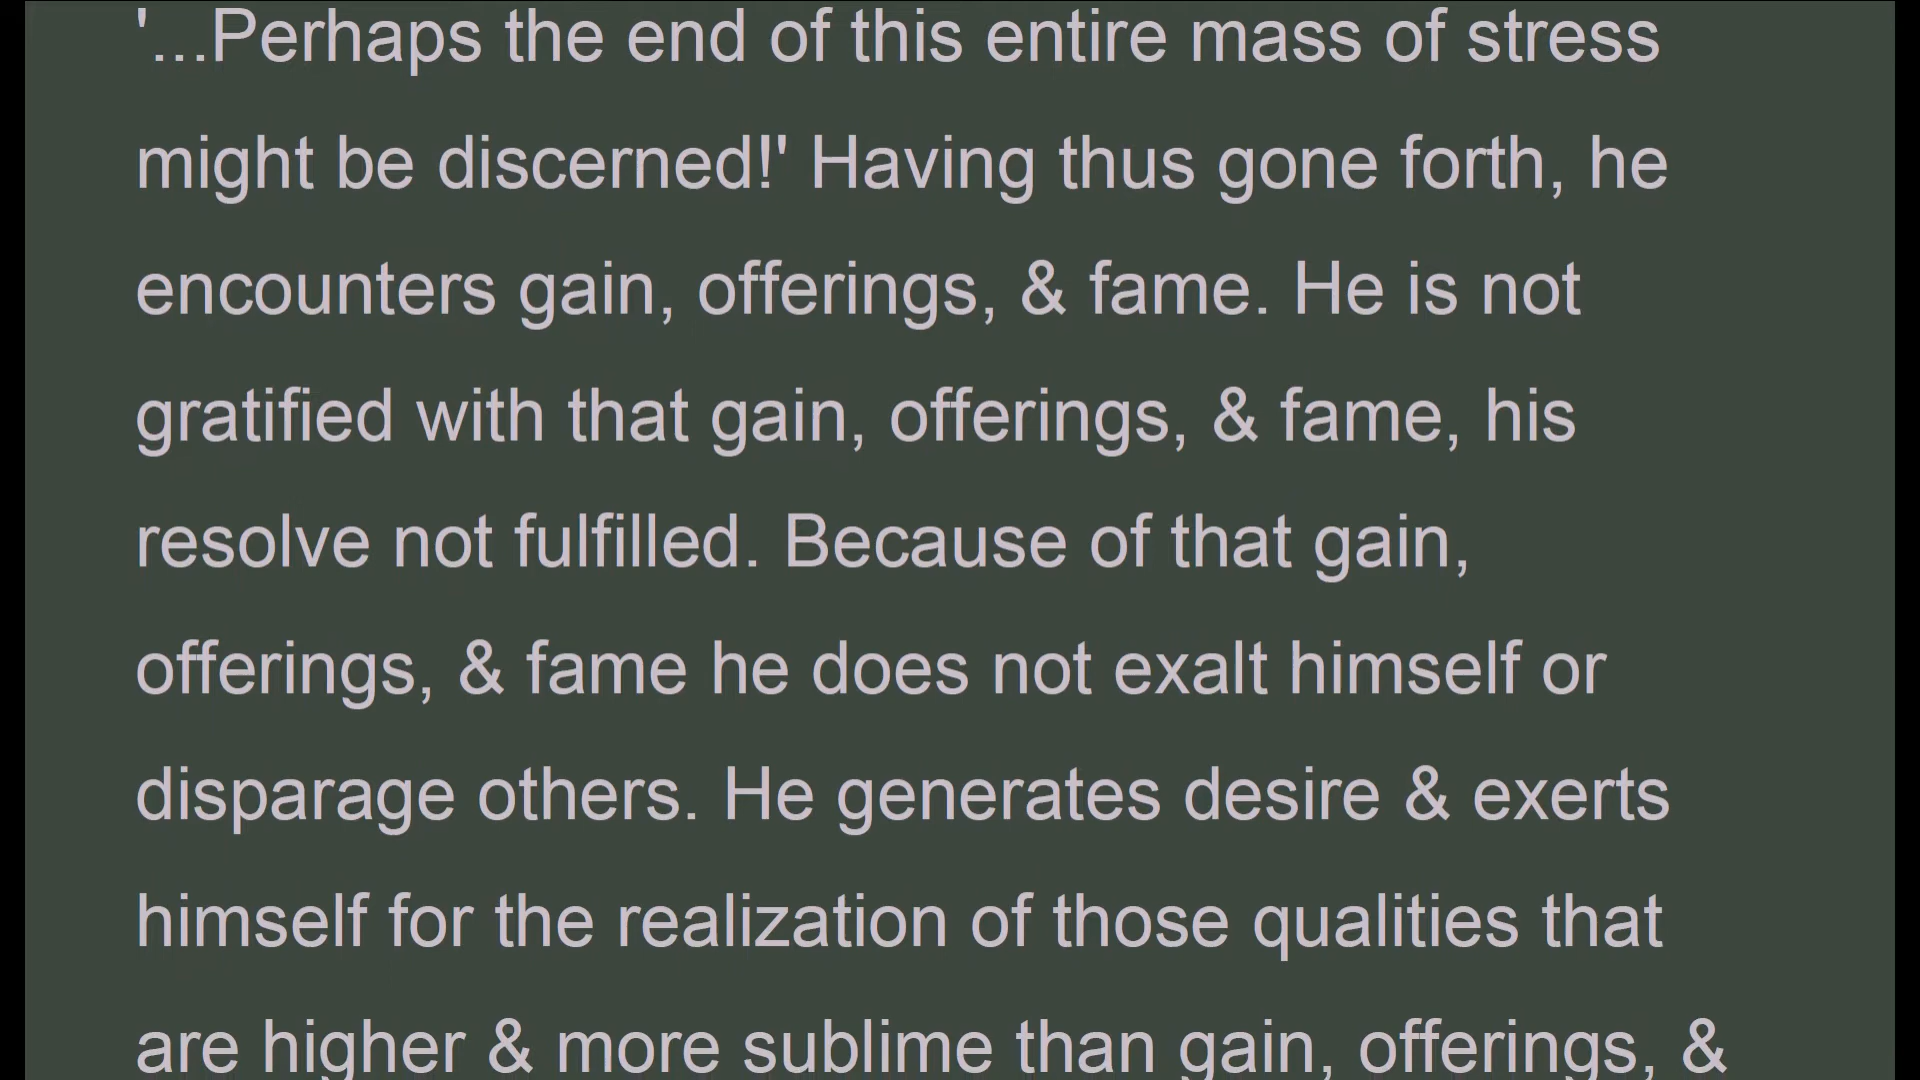 '...Perhaps the end of this entire mass of stress
might be discerned!' Having thus gone forth, he
encounters gain, offerings, & fame. He is not
gratified with that gain, offerings, & fame, his
resolve not fulfilled. Because of that gain,
offerings, & fame he does not exalt himself or
disparage others. He generates desire & exerts
himself for the realization of those qualities that
are higher & more sublime than gain, offerings, &